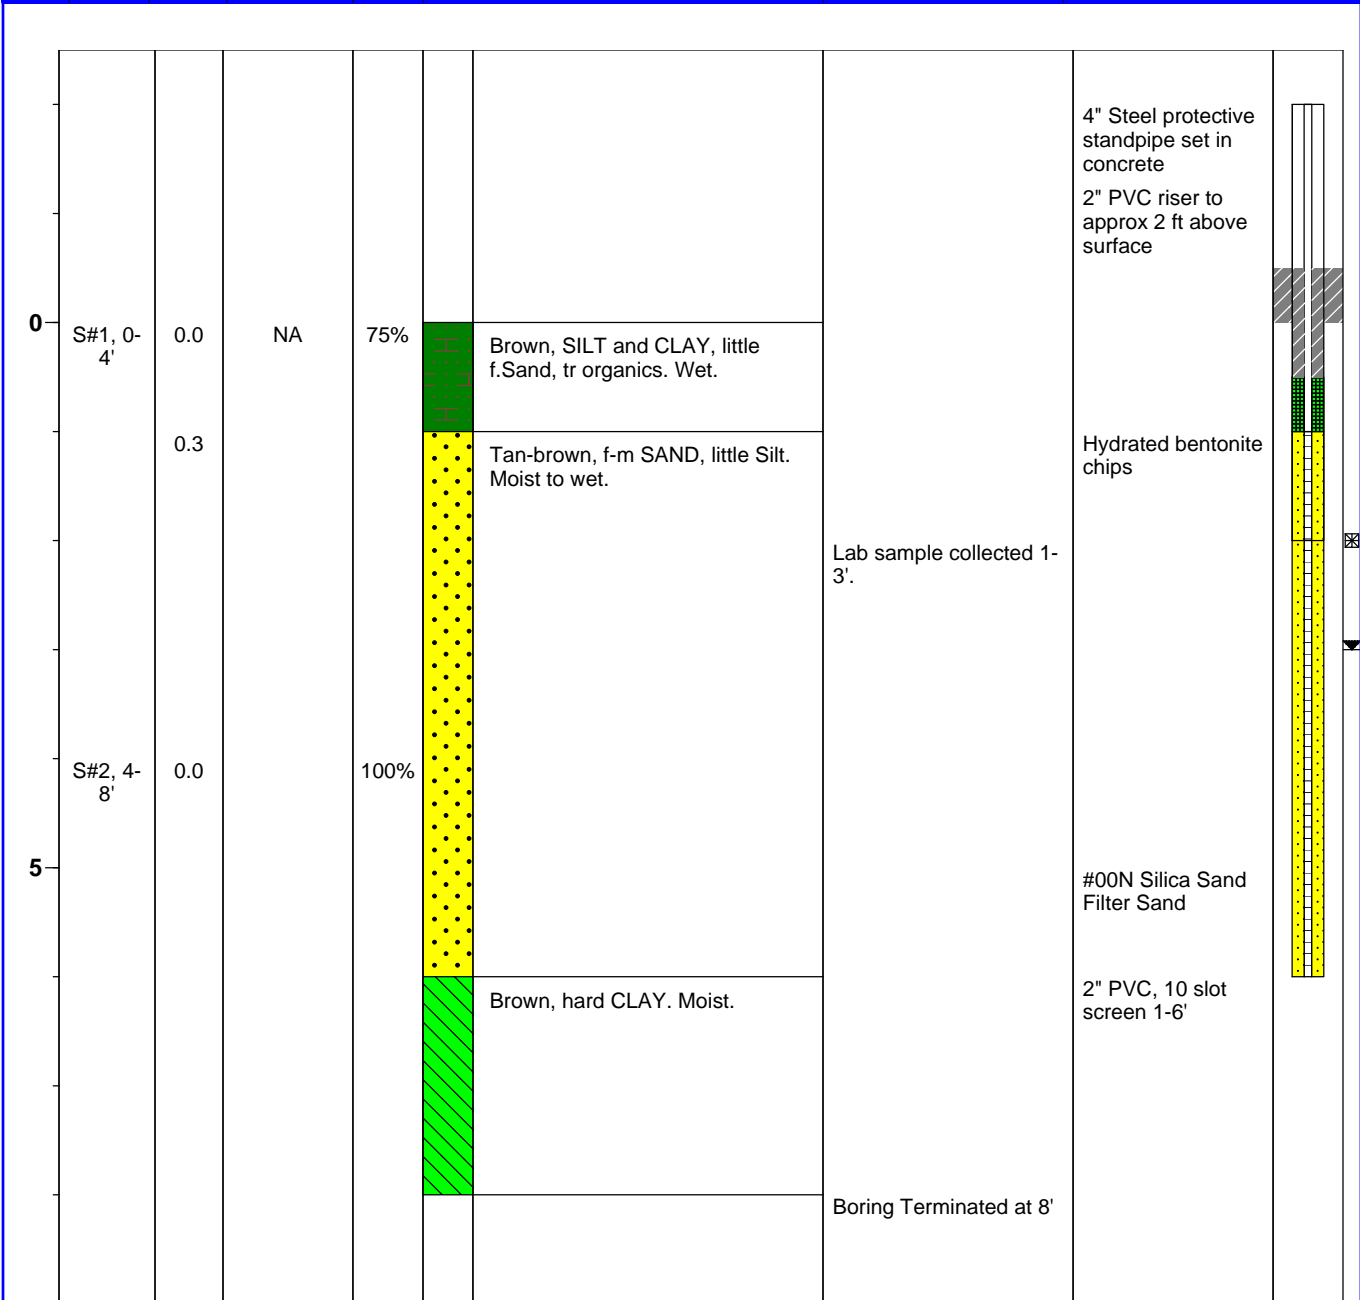 4" Steel protective
standpipe set in
concrete
2" PVC riser to
approx 2 ft above
surface
0
S#1, 0-
4'
0.0
NA
75%
Brown, SILT and CLAY, little
f.Sand, tr organics. Wet.
0.3
Tan-brown, f-m SAND, little Silt.
Moist to wet.
Hydrated bentonite
chips
Lab sample collected 1-
3'.
S#2, 4-
8'
0.0
100%
5
#00N Silica Sand
Filter Sand
Brown, hard CLAY. Moist.
2" PVC, 10 slot
screen 1-6'
Boring Terminated at 8'